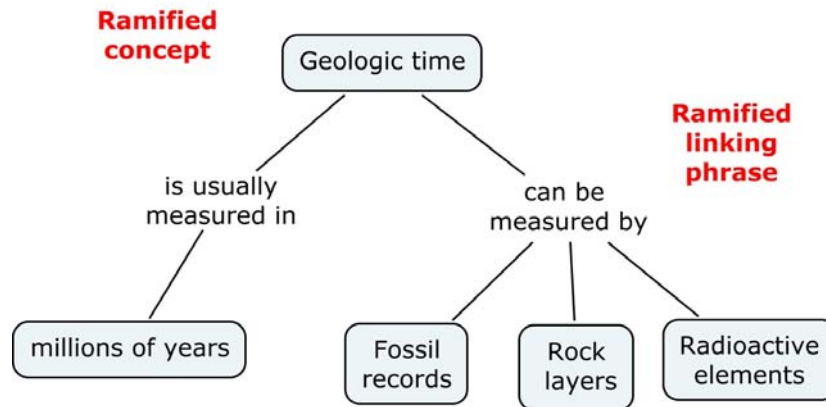 Ramified
concept
Geologic time
Ramified
linking
phrase
is usually
measured in
can be
measured by
millions of years
Fossil
records
Rock
layers
Radioactive
elements